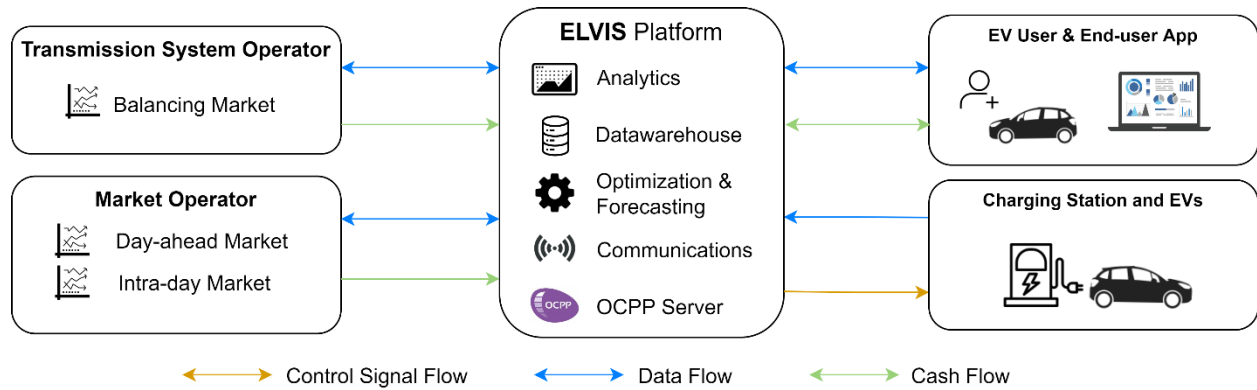 Transmission System Operator
Balancing Market
Market Operator
Day-ahead Market
Intra-day Market
ELVIS Platform
Analytics
Datawarehouse
Optimization &
Forecasting
Communications
OCPP
OCPP Server
EV User & End-user App
Charging Station and EVs
Control Signal Flow
Data Flow
Cash Flow